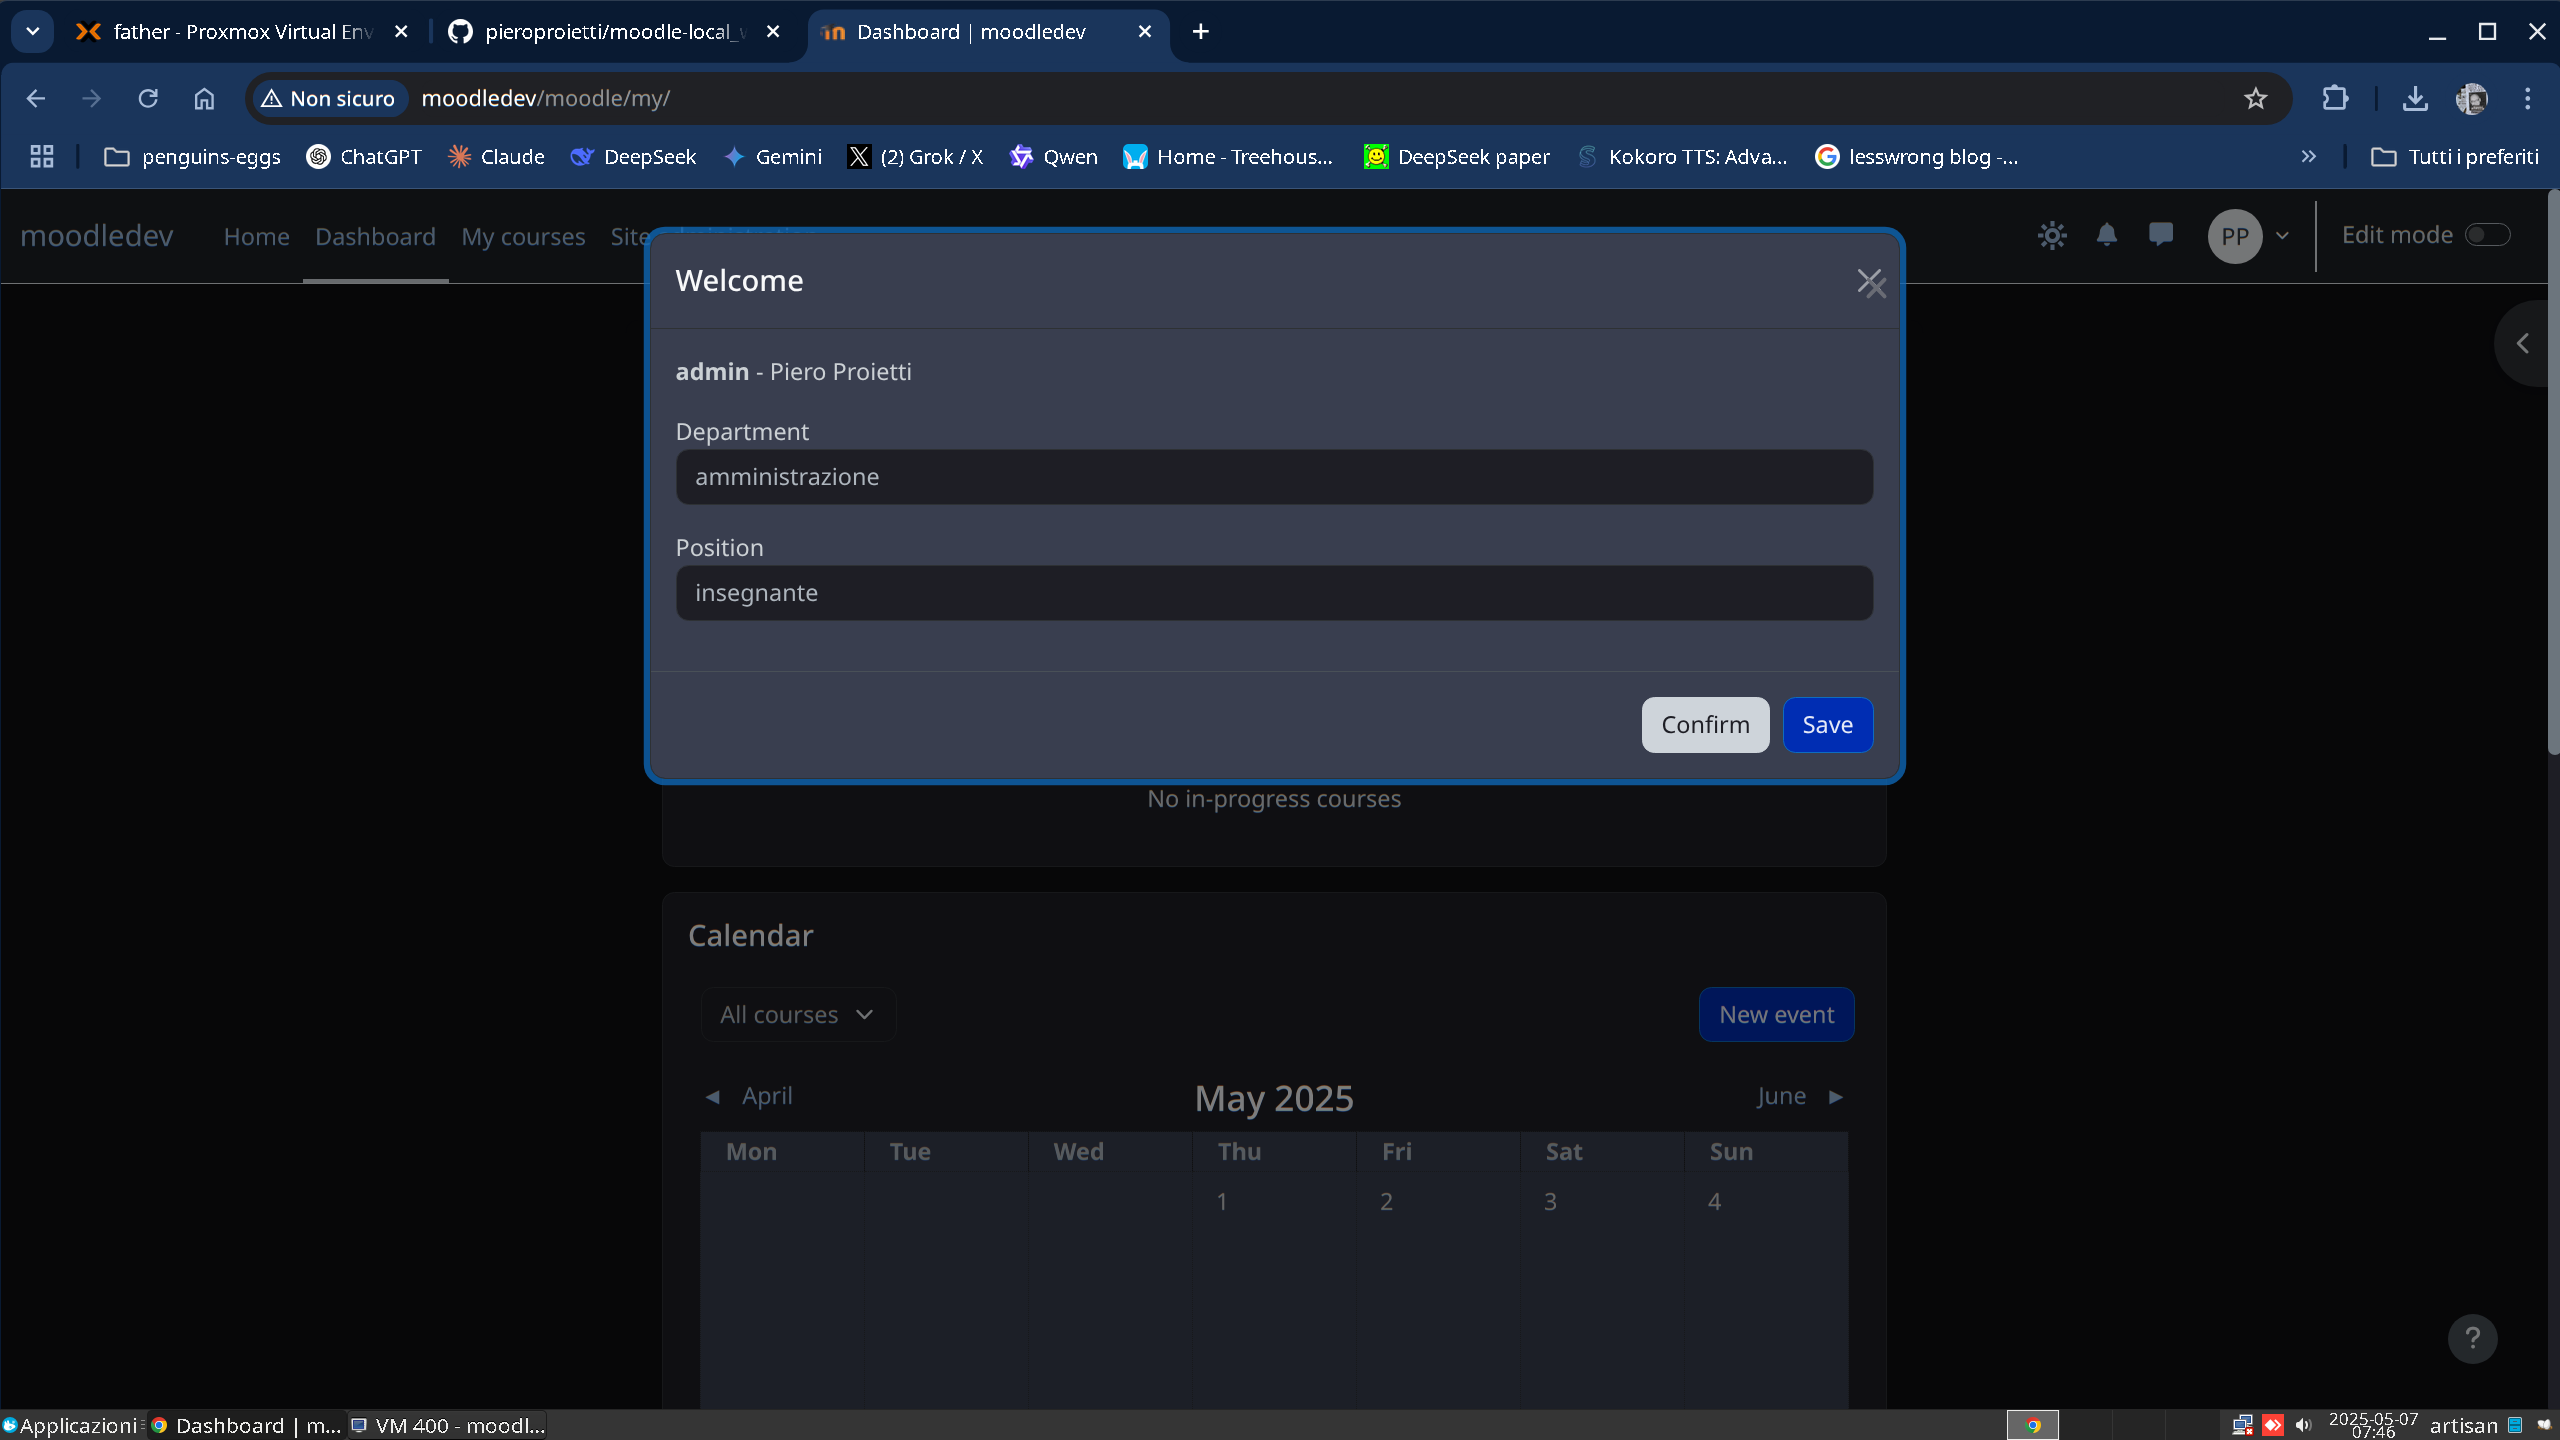 father - Proxmox Virtual Env
pieroproietti/moodle-local_
Dashboard | moodledev
Non sicuro
moodledev/moodle/my/
penguins-eggs
ChatGPT
Claude
DeepSeek
Gemini
(2) Grok / X
Qwen
Home - Treehous...
DeepSeek paper
Kokoro TTS: Adva...
lesswrong blog -...
Tutti i preferiti
moodledev
Home
Dashboard
My courses
Site
PP
Edit mode
Welcome
admin - Piero Proietti
Department
amministrazione
Position
insegnante
Confirm
Save
No in-progress courses
Calendar
All courses
New event
◄ April
May 2025
June ►
Mon Tue Wed Thu Fri Sat Sun
1 2 3 4
?
Applicazioni
Dashboard | m...
VM 400 - moodl...
2025-05-07
07:46
artisan